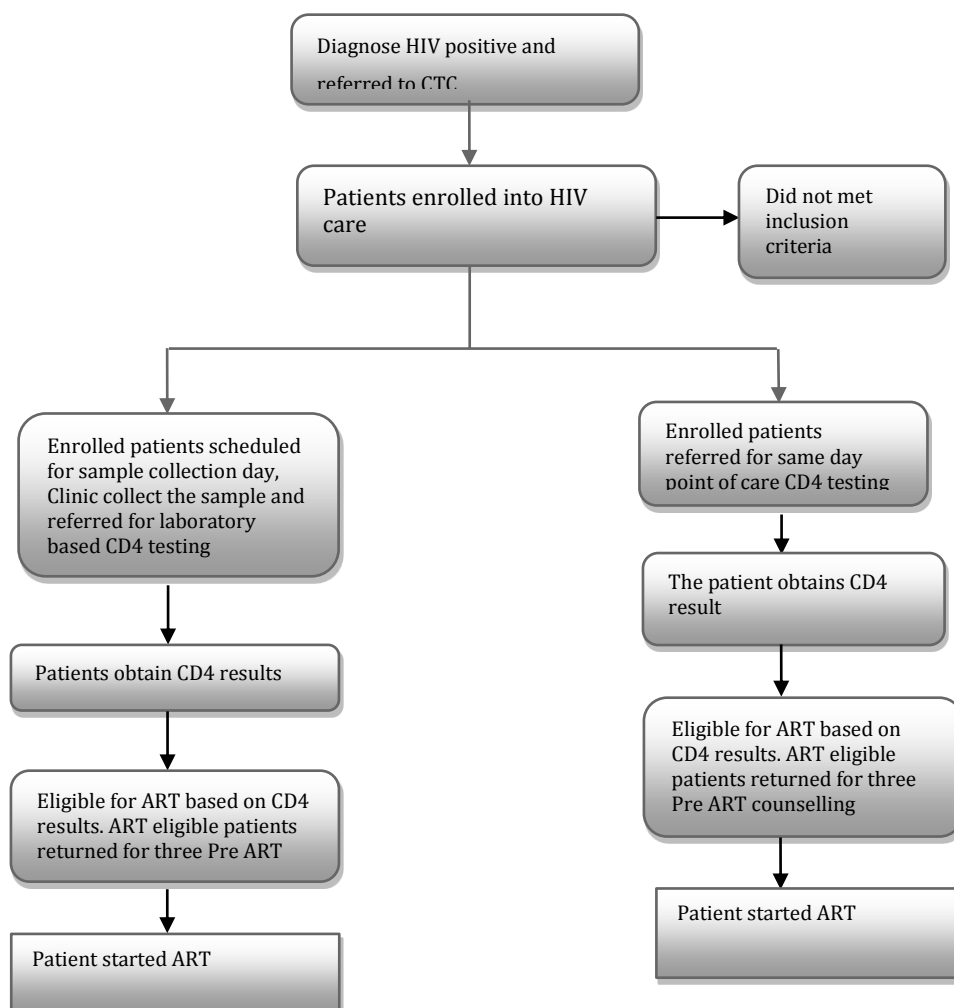 Diagnose HIV positive and
referred to CTC
Patients enrolled into HIV
care
Did not met
inclusion
criteria
Enrolled patients scheduled
for sample collection day,
Clinic collect the sample and
referred for laboratory
based CD4 testing
Patients obtain CD4 results
Eligible for ART based on CD4
results. ART eligible patients
returned for three Pre ART
Patient started ART
Enrolled patients
referred for same day
point of care CD4 testing
The patient obtains CD4
result
Eligible for ART based on
CD4 results. ART eligible
patients returned for three
Pre ART counselling
Patient started ART